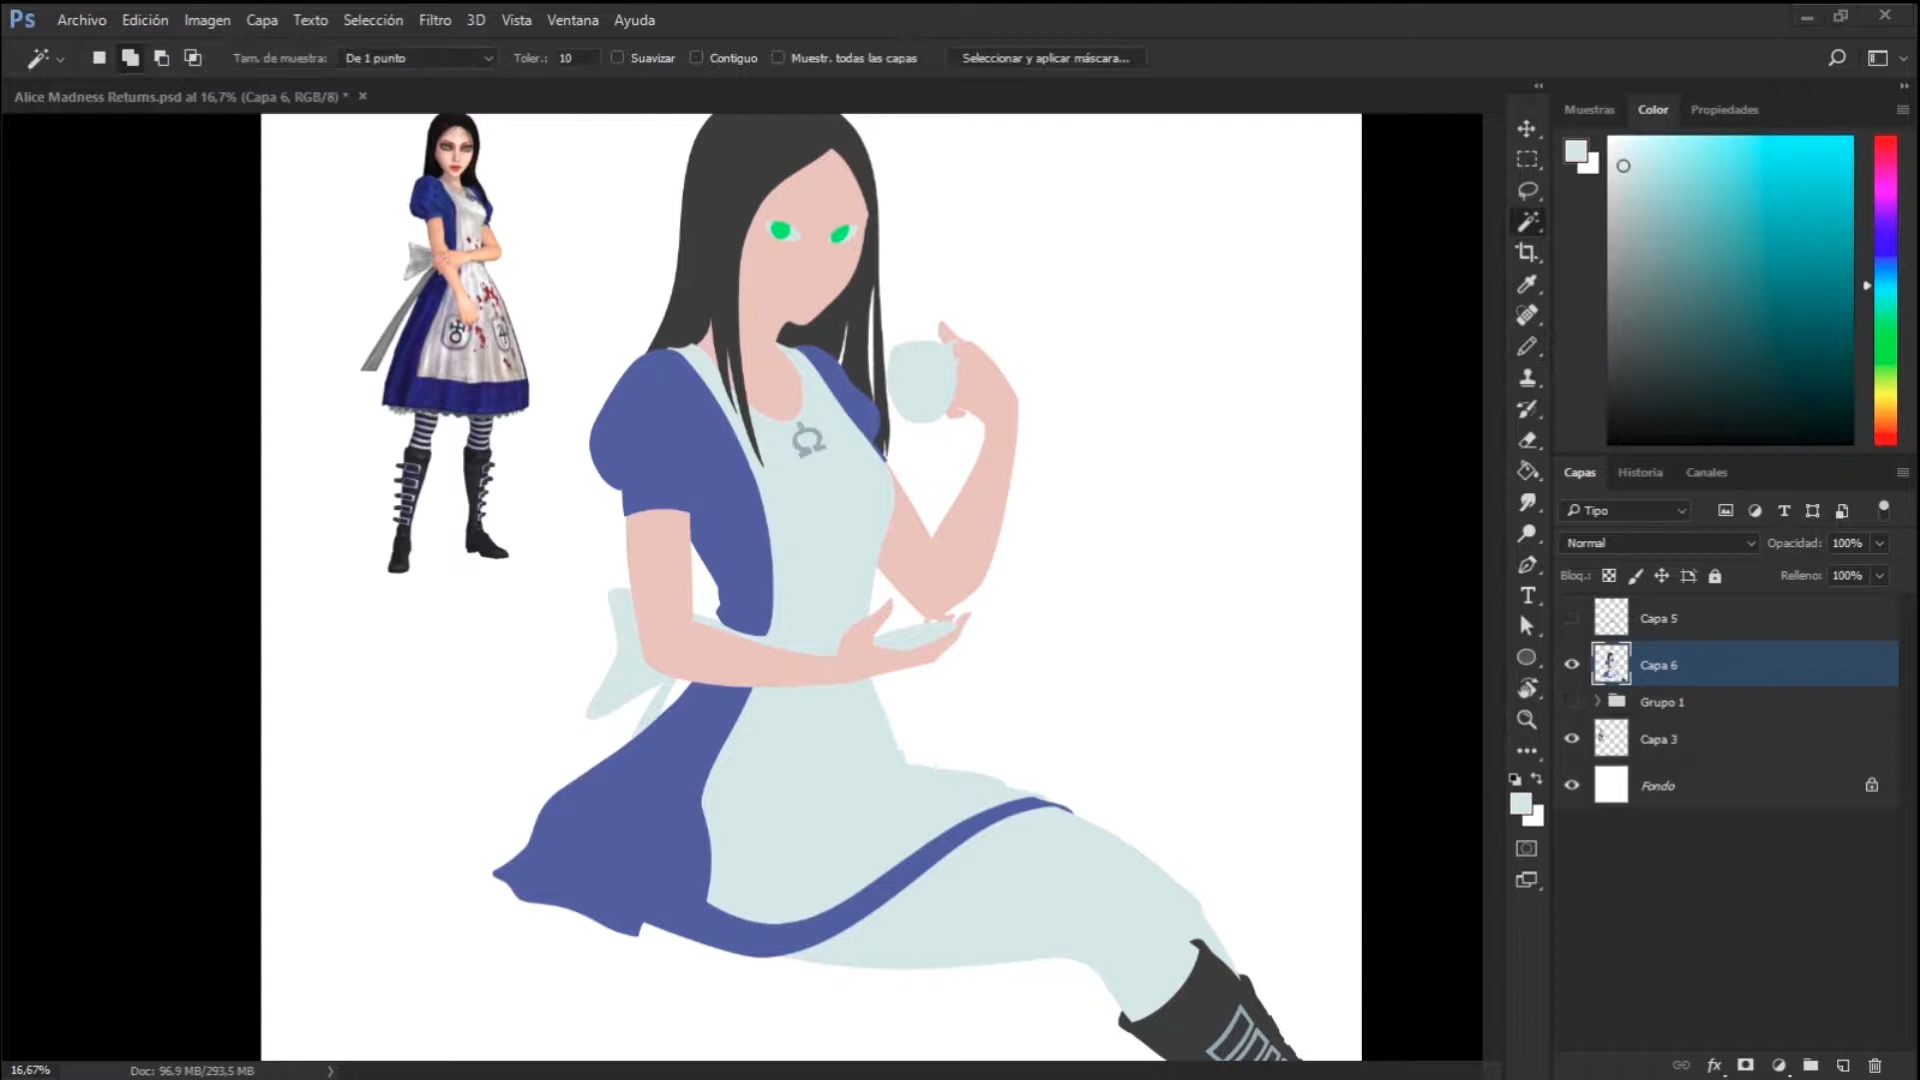 Ps Archivo Edición Imagen Capa Texto Selección Filtro 3D Vista Ventana Ayuda
Tam. de muestra: De 1 punto Toler.: 10 Suavizar Contiguo Muestr. todas las capas Seleccionar y aplicar máscara...
Alice Madness Returns.psd al 16,7% (Capa 6, RGB/8) *
Muestras Color Propiedades
Ω
Capas Historia Canales
Tipo
Normal Opacidad: 100%
Bloq.: Relleno: 100%
Capa 5
Capa 6
Grupo 1
Capa 3
Fondo
16,67% Doc: 96,9 MB/293,5 MB
fx